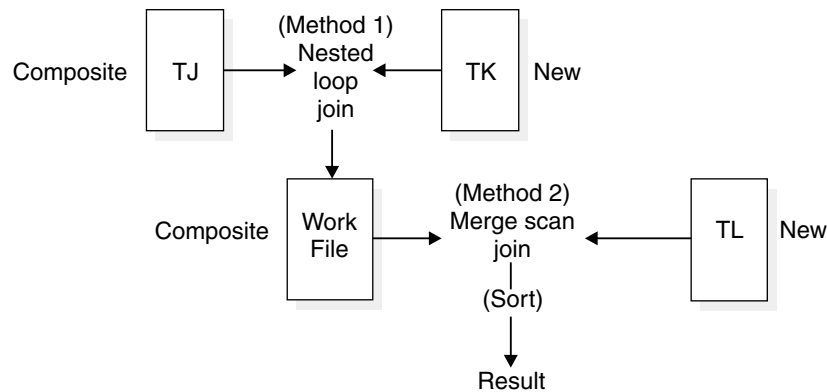 (Method 1)
Nested
loop
join
Composite
TJ
TK
New
Composite
Work
File
(Method 2)
Merge scan
join
TL
New
(Sort)
Result